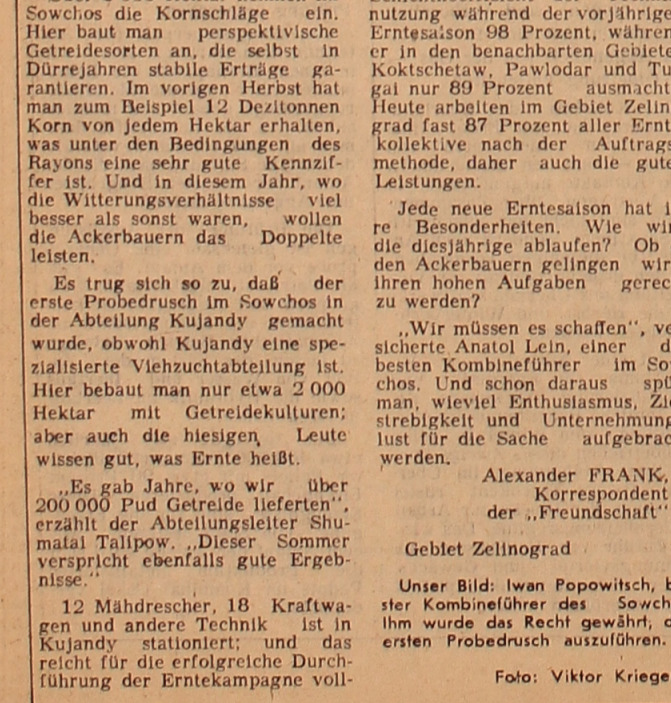 Sowchos die Kornschläge ein.
Hier baut man perspektivische
Getreidesorten an, die selbst in
Dürrejahren stabile Erträge ga-
rantieren. Im vorigen Herbst hat
man zum Beispiel 12 Dezitonnen
Korn von jedem Hektar erhalten,
was unter den Bedingungen des
Rayons eine sehr gute Kennzif-
fer ist. Und in diesem Jahr, wo
die Witterungsverhältnisse viel
besser als sonst waren, wollen
die Ackerbauern das Doppelte
leisten.
Es trug sich so zu, daß der
erste Probedrusch im Sowchos in
der Abteilung Kujandy gemacht
wurde, obwohl Kujandy eine spe-
zialisierte Viehzuchtabteilung ist.
Hier bebaut man nur etwa 2 000
Hektar mit Getreidekulturen;
aber auch die hiesigen Leute
wissen gut, was Ernte heißt.
„Es gab Jahre, wo wir über
200 000 Pud Getreide lieferten",
erzählt der Abteilungsleiter Shu-
matai Talipow. „Dieser Sommer
verspricht ebenfalls gute Ergeb-
nisse."
12 Mähdrescher, 18 Kraftwa-
gen und andere Technik ist in
Kujandy stationiert; und das
reicht für die erfolgreiche Durch-
führung der Erntekampagne voll-
nutzung während der vorjährige
Erntesaison 98 Prozent, währen
er in den benachbarten Gebiete
Koktschetaw, Pawlodar und Tu
gai nur 89 Prozent ausmacht
Heute arbeiten im Gebiet Zelin
grad fast 87 Prozent aller Ernt
kollektive nach der Auftrags
methode, daher auch die gute
Leistungen.
Jede neue Erntesaison hat i
re Besonderheiten. Wie wi
die diesjährige ablaufen? Ob
den Ackerbauern gelingen wir
ihren hohen Aufgaben gerec
zu werden?
„Wir müssen es schaffen", ve
sicherte Anatol Lein, einer d
besten Kombineführer im So
chos. Und schon daraus spü
man, wieviel Enthusiasmus, Zie
strebigkeit und Unternehmung
lust für die Sache aufgebrac
werden.
Alexander FRANK,
Korrespondent
der „Freundschaft"
Gebiet Zelinograd
Unser Bild: Iwan Popowitsch, b
ster Kombineführer des Sowch
Ihm wurde das Recht gewährt, d
ersten Probedrusch auszuführen.
Foto: Viktor Kriege